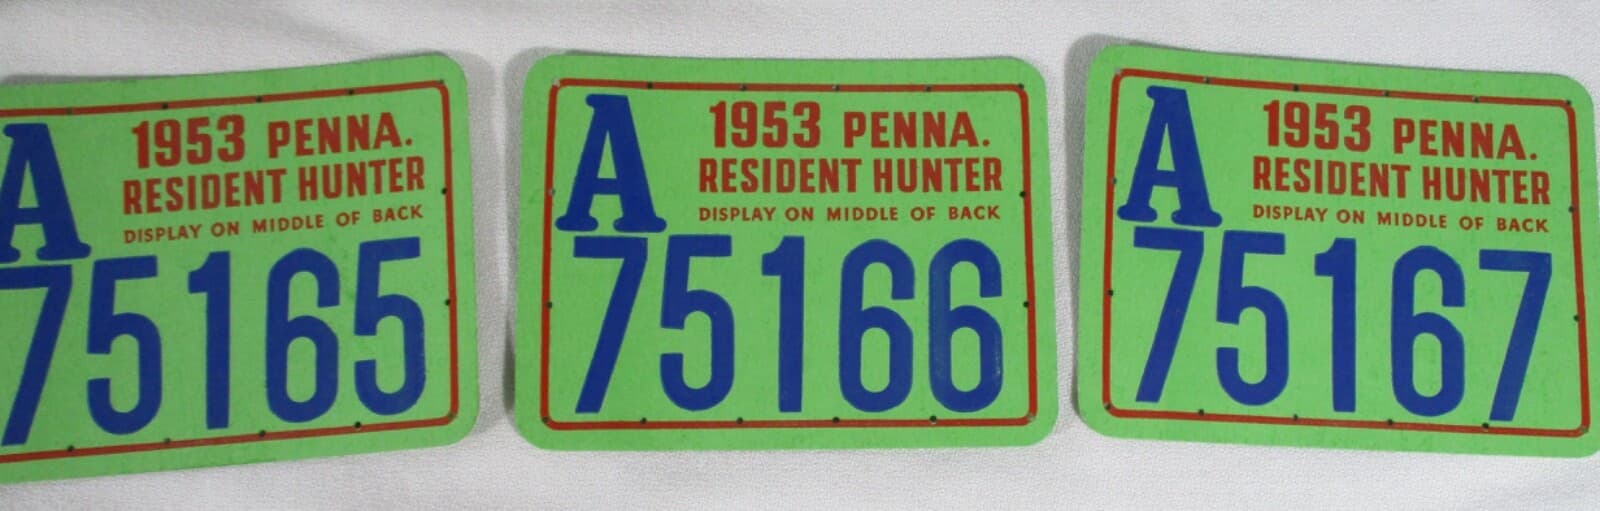 A
1953 PENNA.
RESIDENT HUNTER
DISPLAY ON MIDDLE OF BACK
75165
A
1953 PENNA.
RESIDENT HUNTER
DISPLAY ON MIDDLE OF BACK
75166
A
1953 PENNA.
RESIDENT HUNTER
DISPLAY ON MIDDLE OF BACK
75167